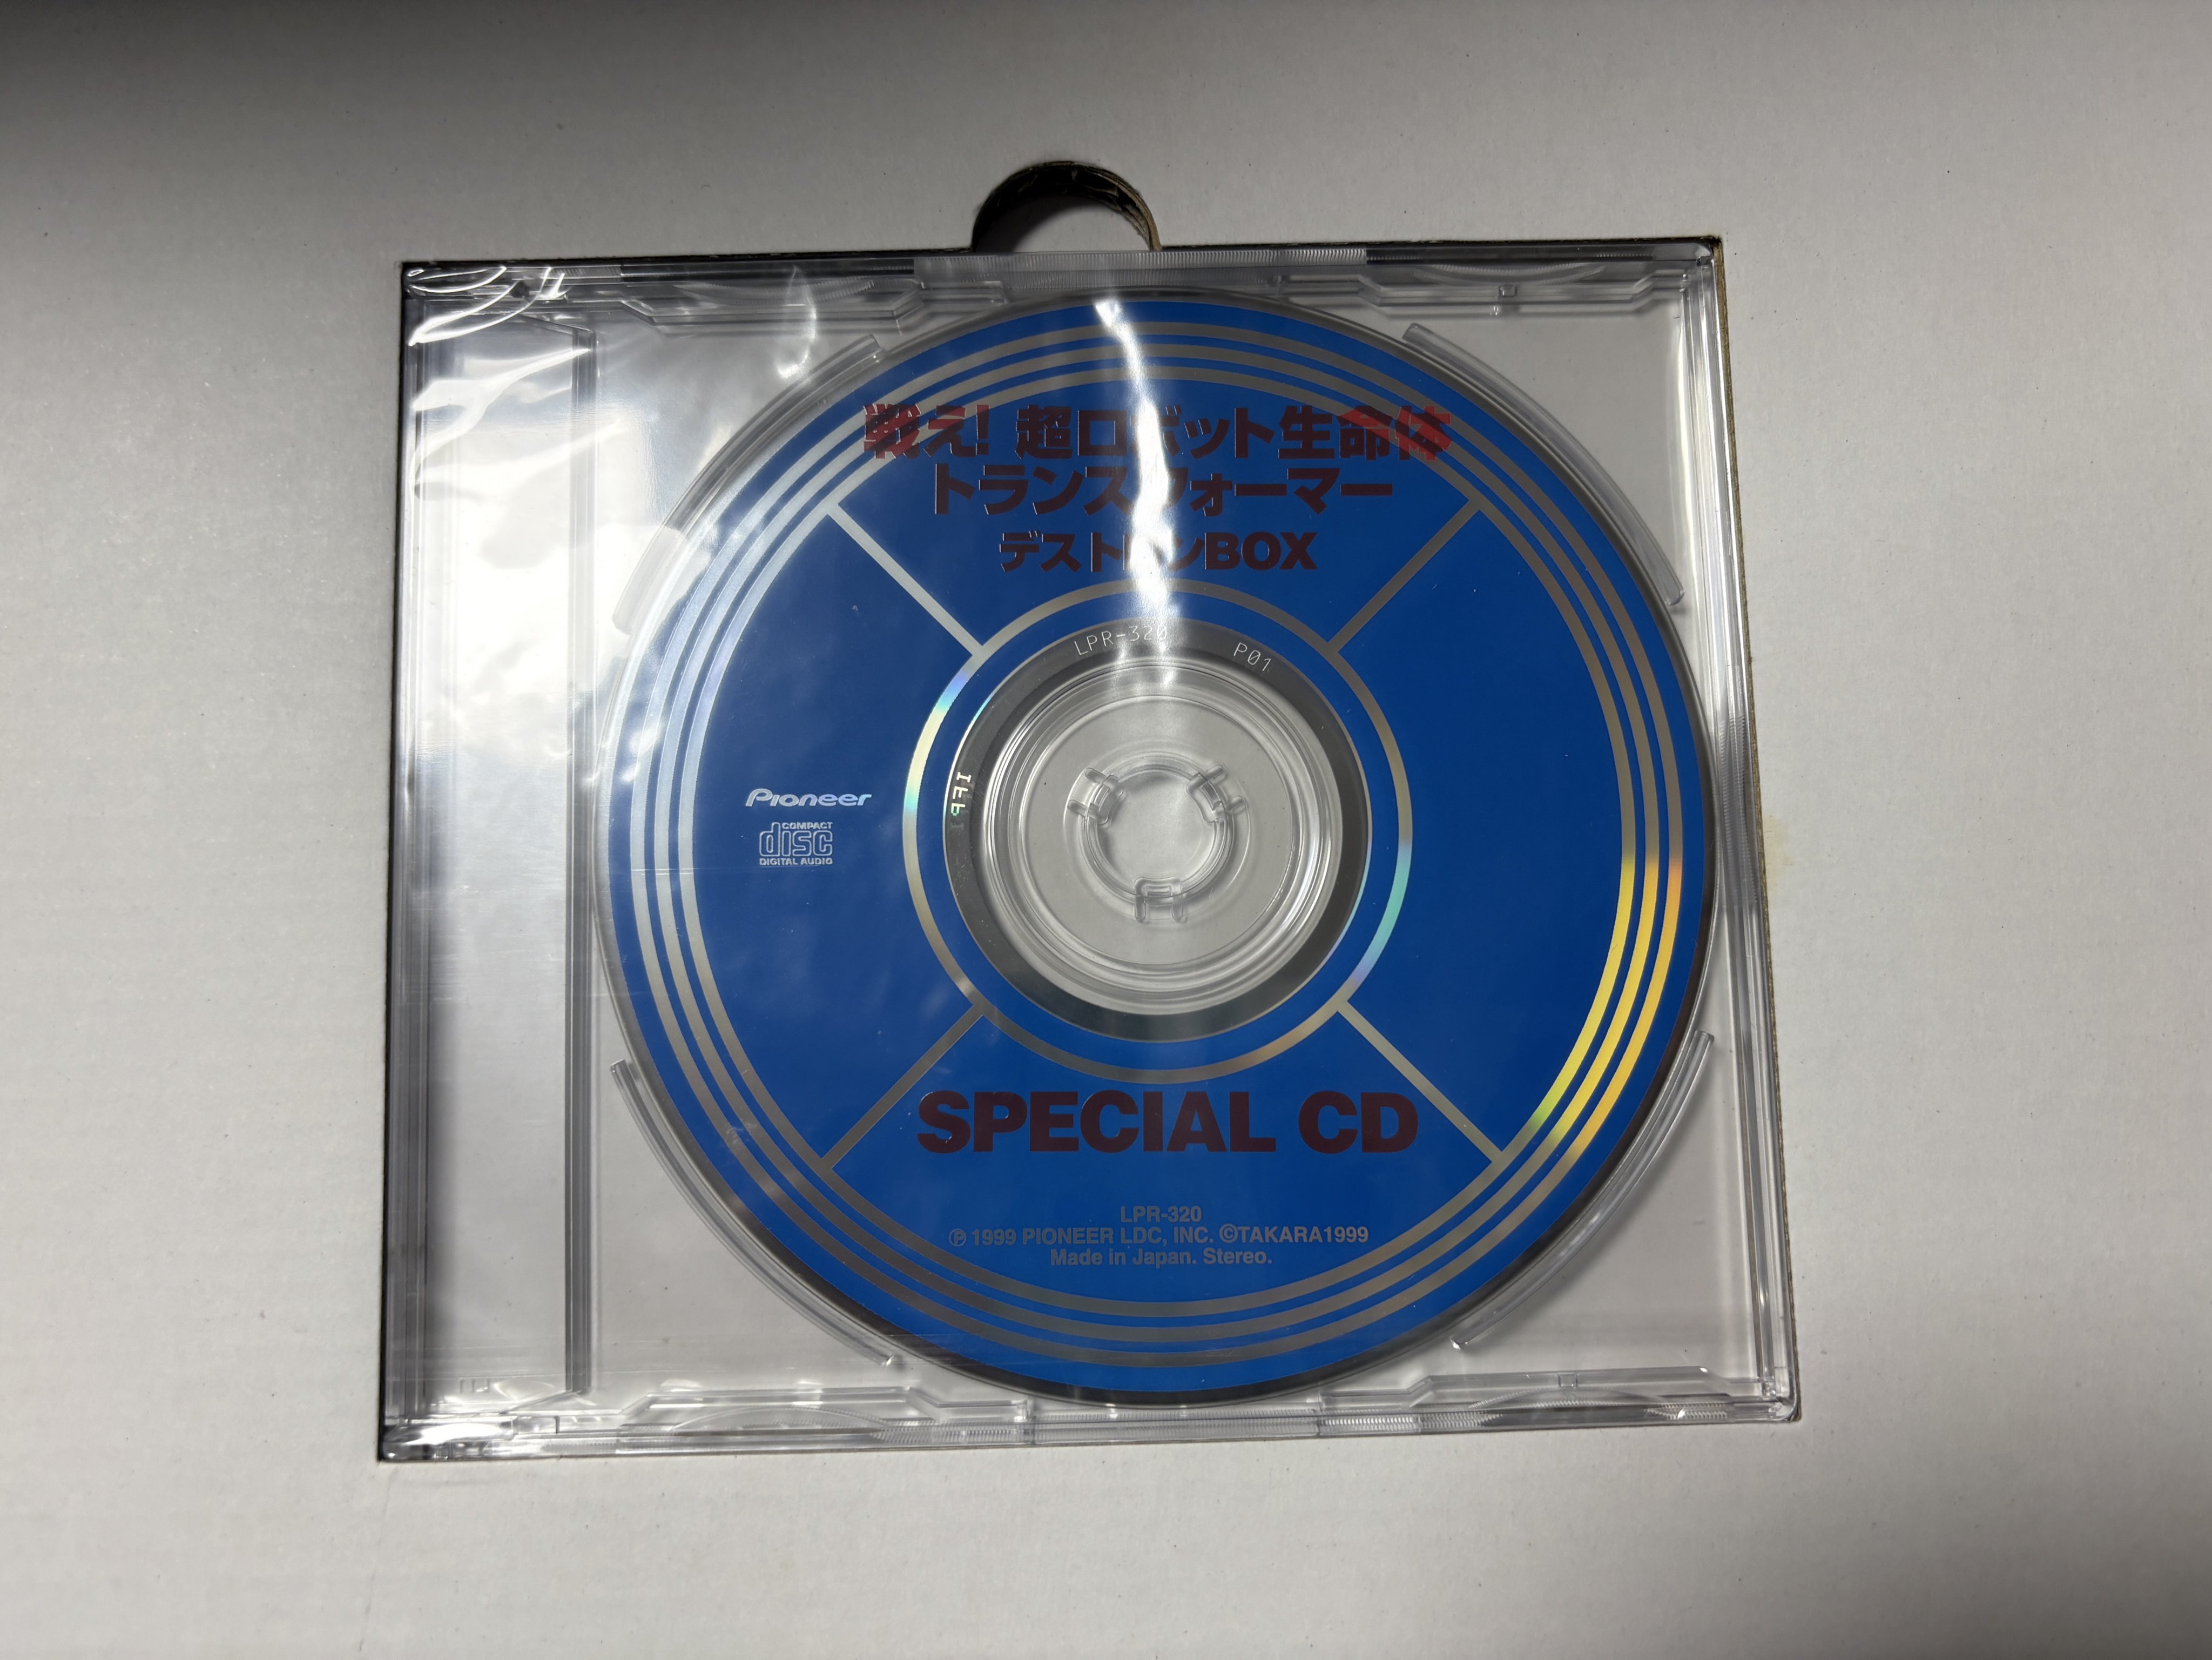 戦え! 超ロボット生命体
トランスフォーマー
デストロンBOX
LPR-320 P01
IFPI
Pioneer
COMPACT
disc
DIGITAL AUDIO
SPECIAL CD
LPR-320
Ⓟ 1999 PIONEER LDC, INC. ©TAKARA1999
Made in Japan. Stereo.